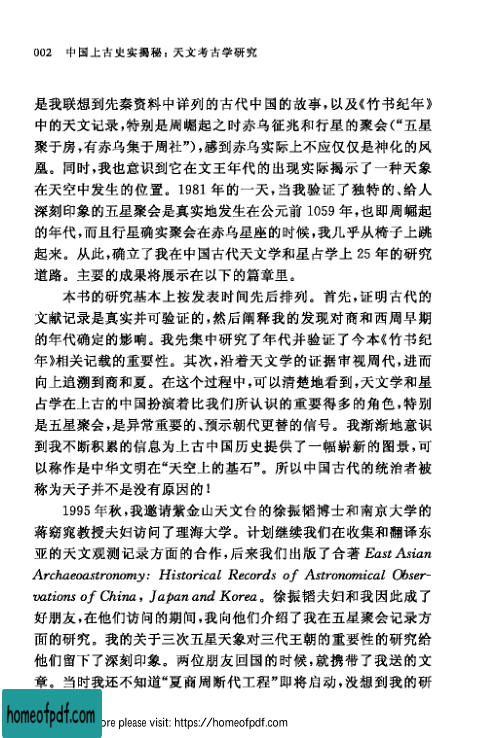 002 中国上古史实揭秘：天文考古学研究
是我联想到先秦资料中详列的古代中国的故事，以及《竹书纪年》
中的天文记录，特别是周崛起之时赤乌征兆和行星的聚会（“五星
聚于房，有赤乌集于周社”），感到赤乌实际上不应仅仅是神化的凤
凰。同时，我也意识到它在文王年代的出现实际揭示了一种天象
在天空中发生的位置。1981 年的一天，当我验证了独特的、给人
深刻印象的五星聚会是真实地发生在公元前 1059 年，也即周崛起
的年代，而且行星确实聚会在赤鸟星座的时候，我几乎从椅子上跳
起来。从此，确立了我在中国古代天文学和星占学上 25 年的研究
道路。主要的成果将展示在以下的篇章里。
本书的研究基本上按发表时间先后排列。首先，证明古代的
文献记录是真实并可验证的，然后阐释我的发现对商和西周早期
的年代确定的影响。我先集中研究了年代并验证了今本《竹书纪
年》相关记载的重要性。其次，沿着天文学的证据审视周代，进而
向上追溯到商和夏。在这个过程中，可以清楚地看到，天文学和星
占学在上古的中国扮演着比我们所认识的重要得多的角色，特别
是五星聚会，是异常重要的、预示朝代更替的信号。我渐渐地意识
到我不断积累的信息为上古中国历史提供了一幅崭新的图景，可
以称作是中华文明在“天空上的基石”。所以中国古代的统治者被
称为天子并不是没有原因的！
1995 年秋，我邀请紫金山天文台的徐振韬博士和南京大学的
蒋窈窕教授夫妇访问了理海大学。计划继续我们在收集和翻译东
亚的天文观测记录方面的合作，后来我们出版了合著 East Asian
Archaeoastronomy: Historical Records of Astronomical Obser-
vations of China, Japan and Korea。徐振韬夫妇和我因此成了
好朋友，在他们访问的期间，我向他们介绍了我在五星聚会记录方
面的研究。我的关于三次五星天象对三代王朝的重要性的研究给
他们留下了深刻印象。两位朋友回国的时候，就携带了我送的文
章。当时我还不知道“夏商周断代工程”即将启动，没想到我的研
homeofpdf.com ore please visit: https://homeofpdf.com